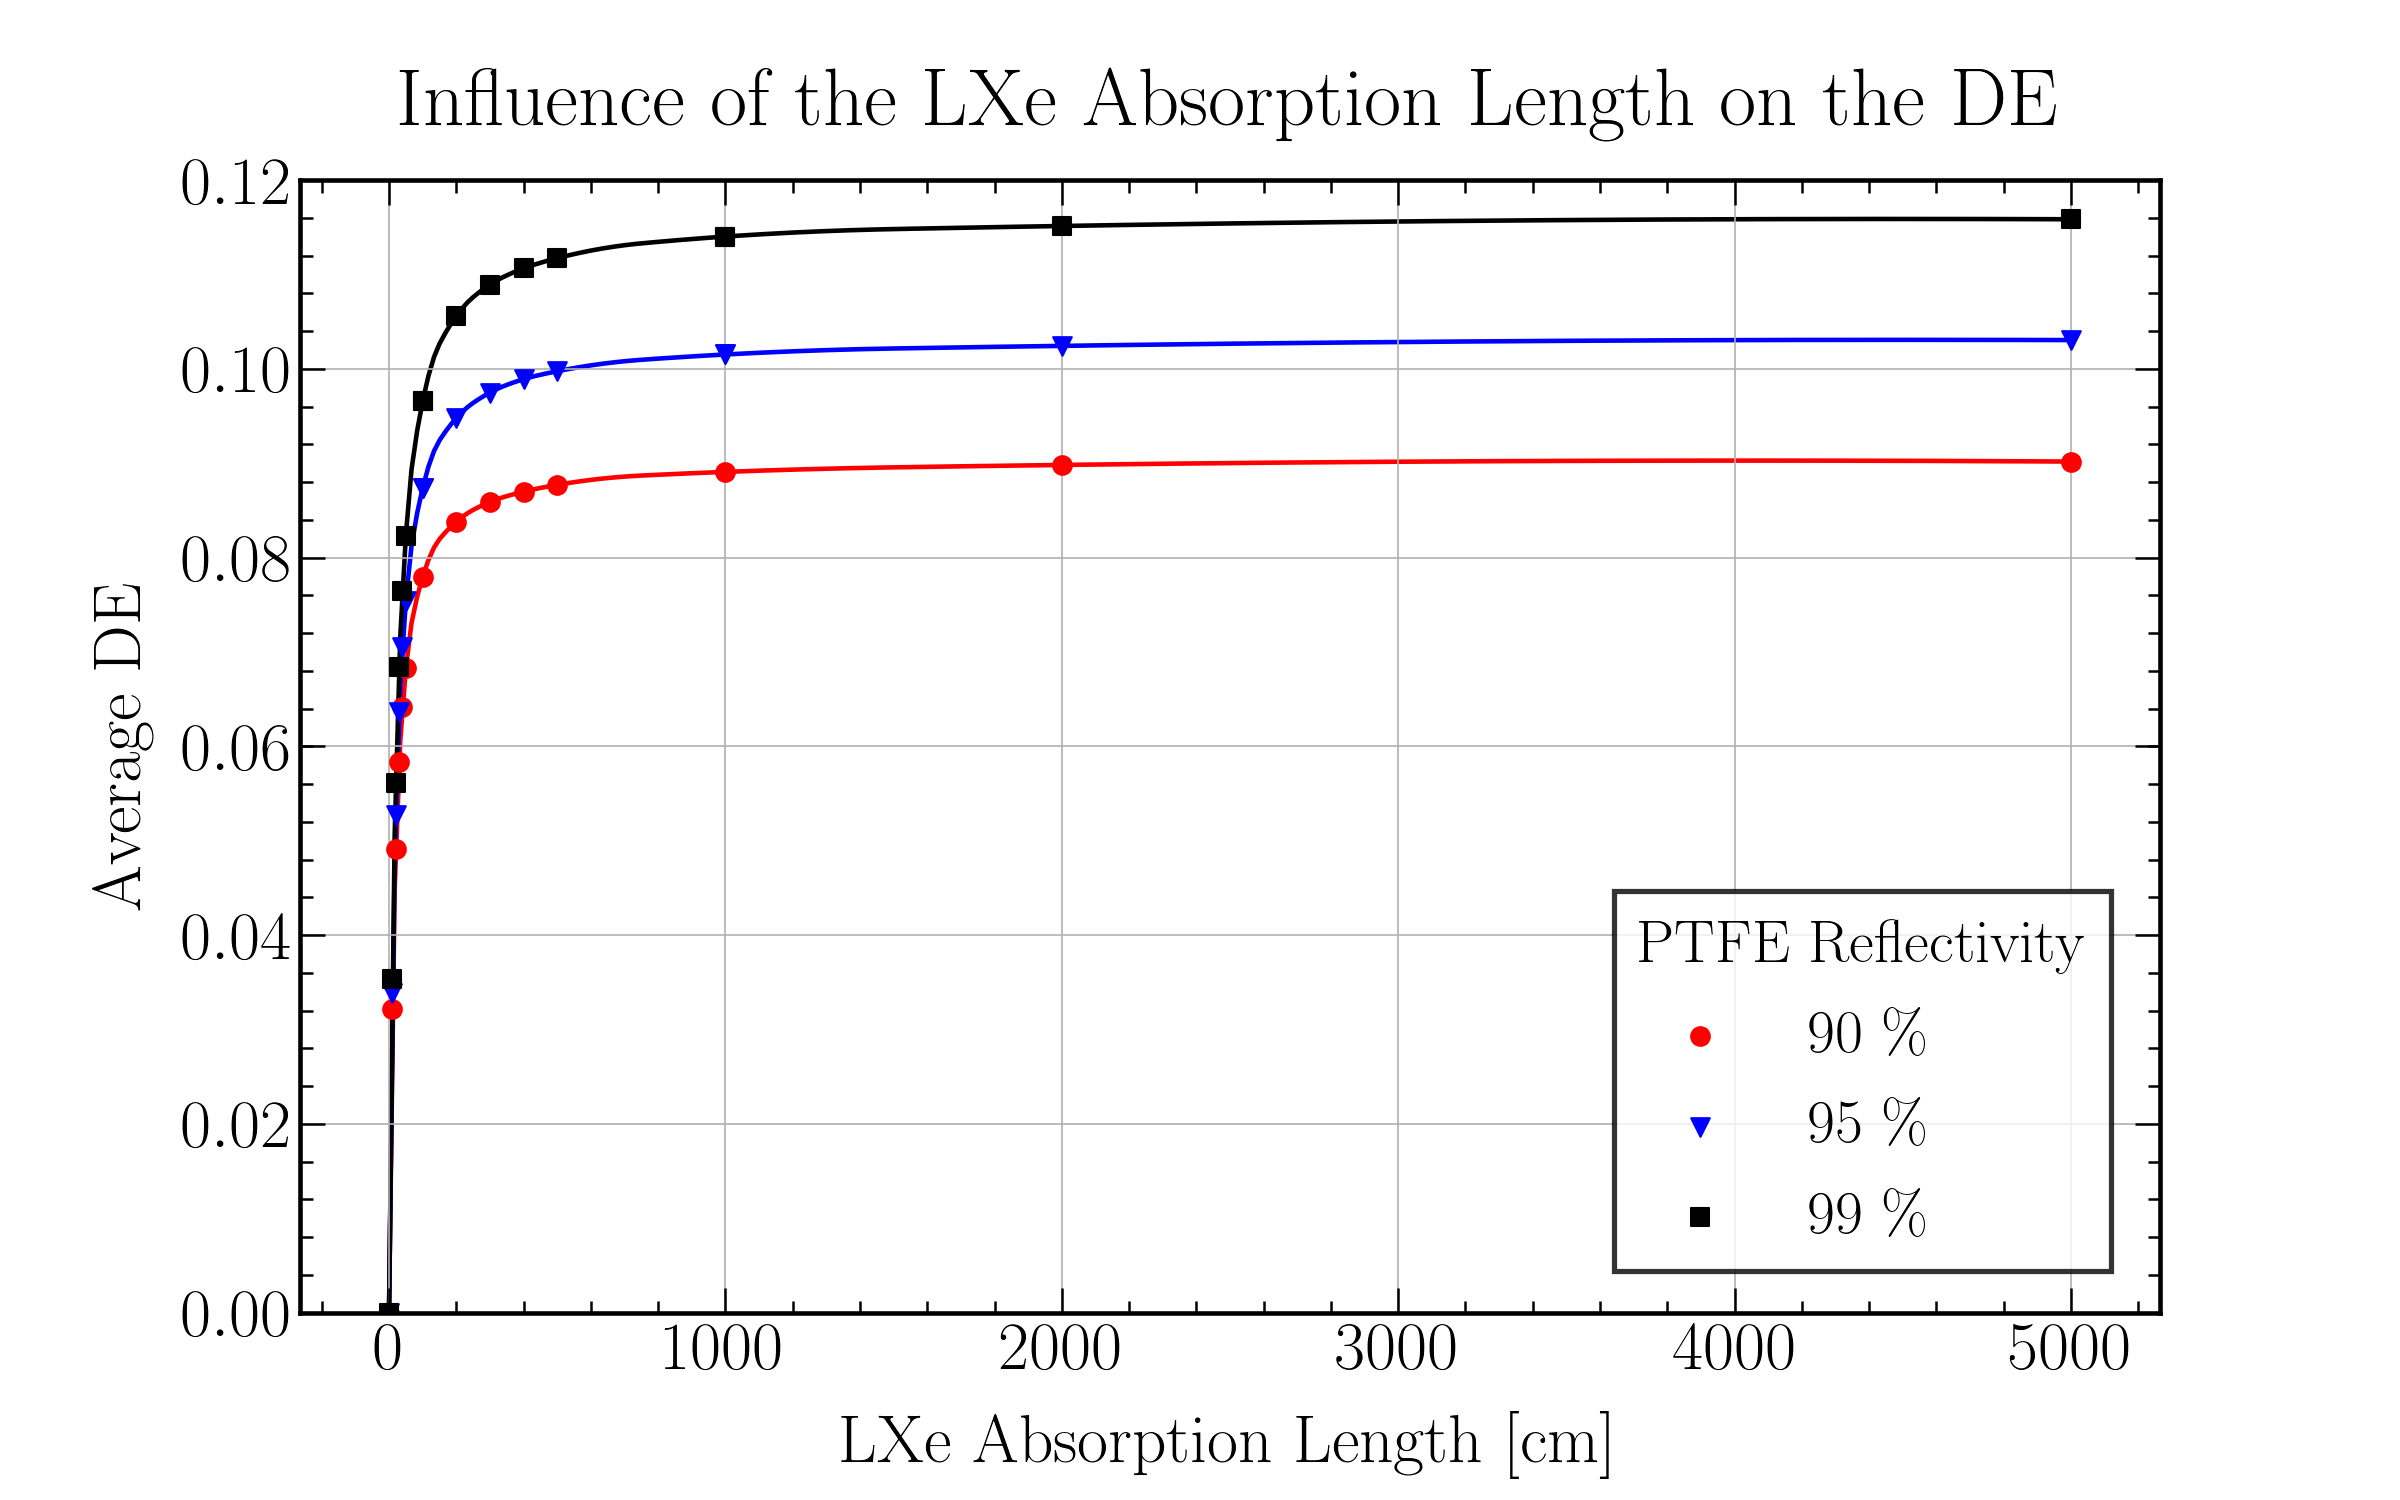 Influence of the LXe Absorption Length on the DE
0.12
0.10
0.08
0.06
0.04
0.02
0.00
Average DE
0 1000 2000 3000 4000 5000
LXe Absorption Length [cm]
PTFE Reflectivity
90 %
95 %
99 %